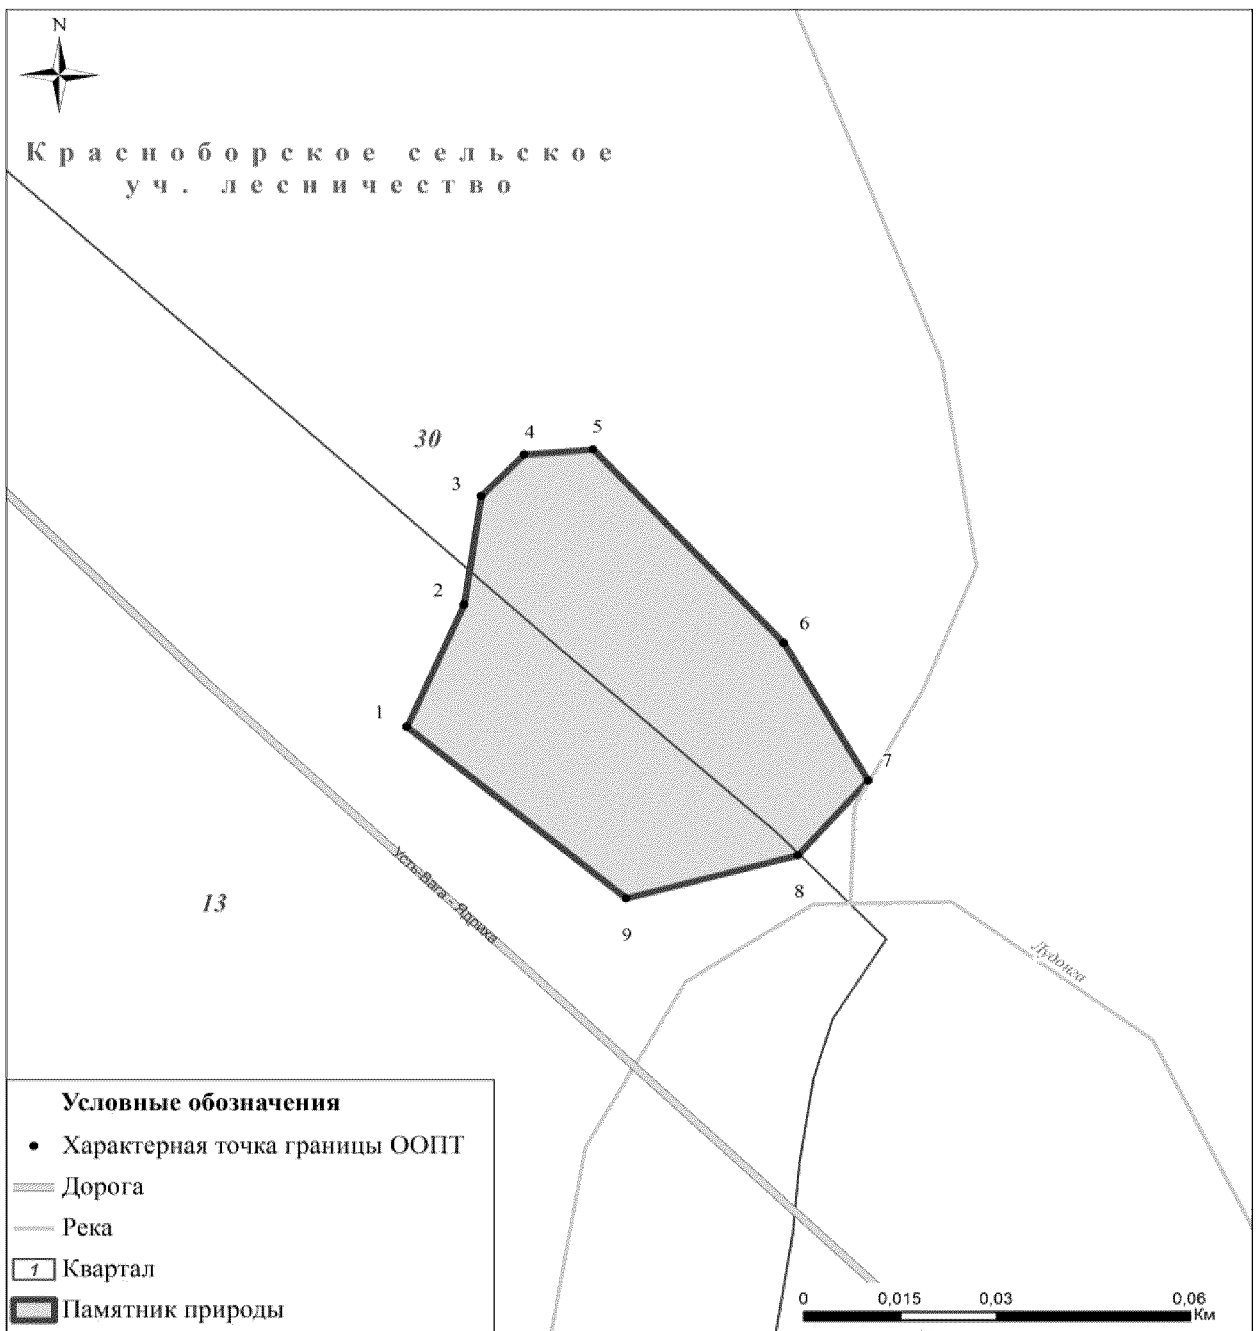 N
Красноборское сельское
уч. лесничество
30
4
5
3
2
6
1
7
8
9
13
Усть-Вага - Ядриха
Лудонга
Условные обозначения
Характерная точка границы ООПТ
Дорога
Река
1 Квартал
Памятник природы
0 0,015 0,03 0,06
Км